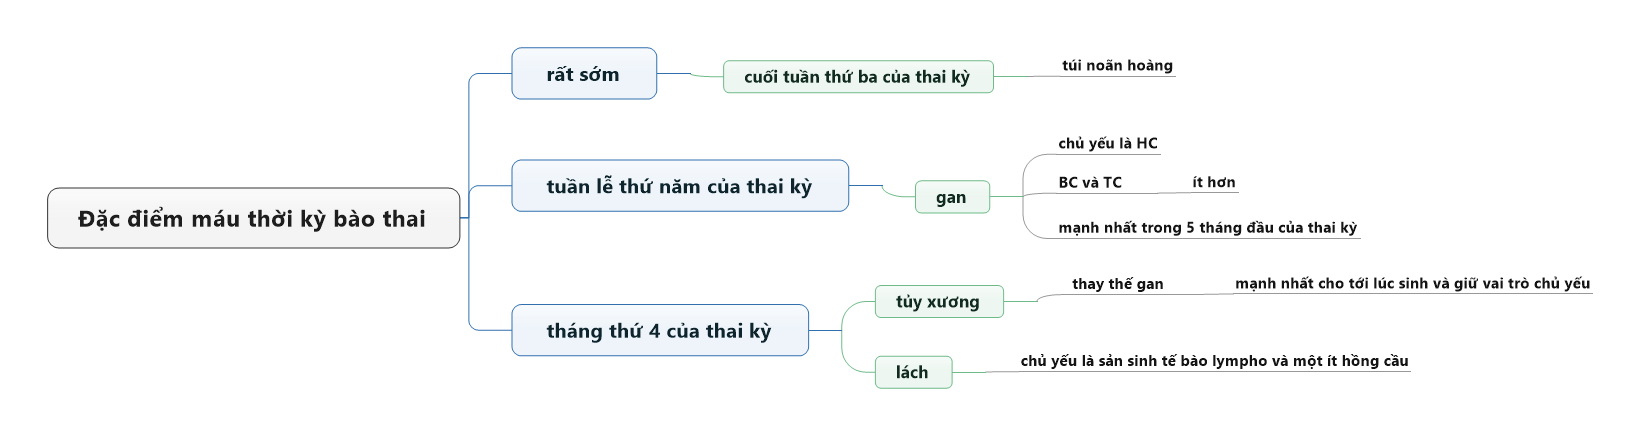 Đặc điểm máu thời kỳ bào thai
rất sớm
cuối tuần thứ ba của thai kỳ
túi noãn hoàng
tuần lễ thứ năm của thai kỳ
gan
chủ yếu là HC
BC và TC
ít hơn
mạnh nhất trong 5 tháng đầu của thai kỳ
tháng thứ 4 của thai kỳ
tủy xương
thay thế gan
mạnh nhất cho tới lúc sinh và giữ vai trò chủ yếu
lách
chủ yếu là sản sinh tế bào lympho và một ít hồng cầu